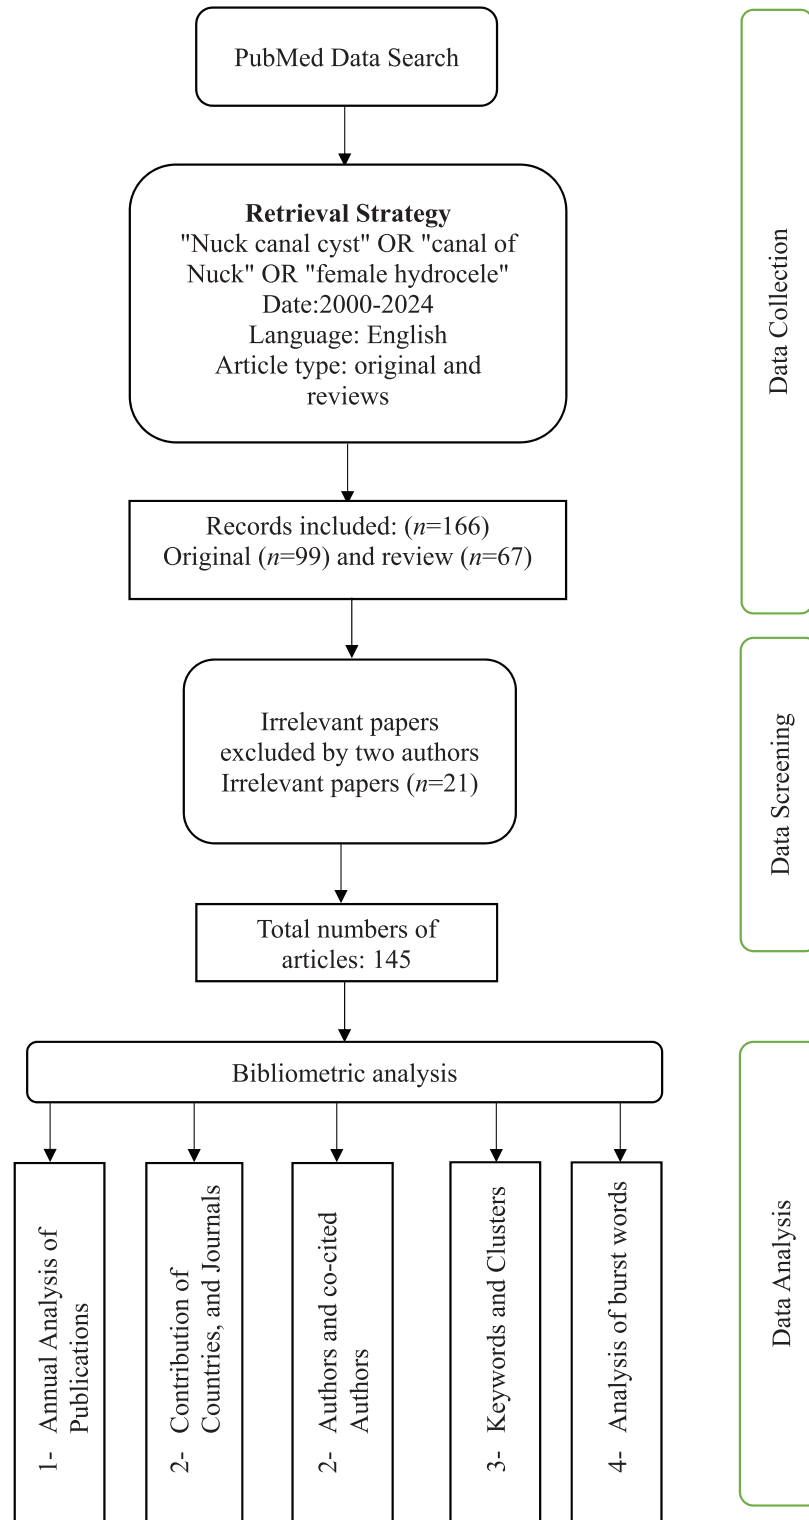 PubMed Data Search
Retrieval Strategy
"Nuck canal cyst" OR "canal of
Nuck" OR "female hydrocele"
Date:2000-2024
Language: English
Article type: original and
reviews
Records included: (n=166)
Original (n=99) and review (n=67)
Data Collection
Irrelevant papers
excluded by two authors
Irrelevant papers (n=21)
Total numbers of
articles: 145
Data Screening
Bibliometric analysis
1- Annual Analysis of
Publications
2- Contribution of
Countries, and Journals
2- Authors and co-cited
Authors
3- Keywords and Clusters
4- Analysis of burst words
Data Analysis